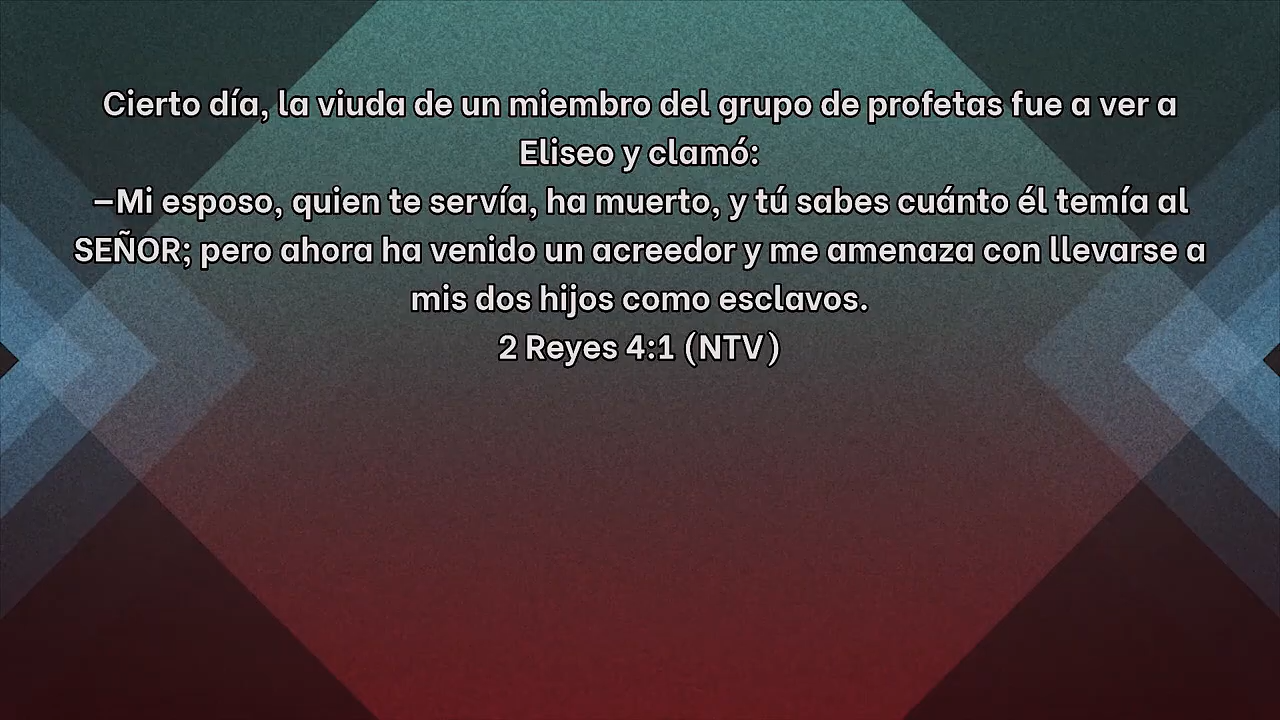 Cierto día, la viuda de un miembro del grupo de profetas fue a ver a
Eliseo y clamó:
—Mi esposo, quien te servía, ha muerto, y tú sabes cuánto él temía al
SEÑOR; pero ahora ha venido un acreedor y me amenaza con llevarse a
mis dos hijos como esclavos.
2 Reyes 4:1 (NTV)